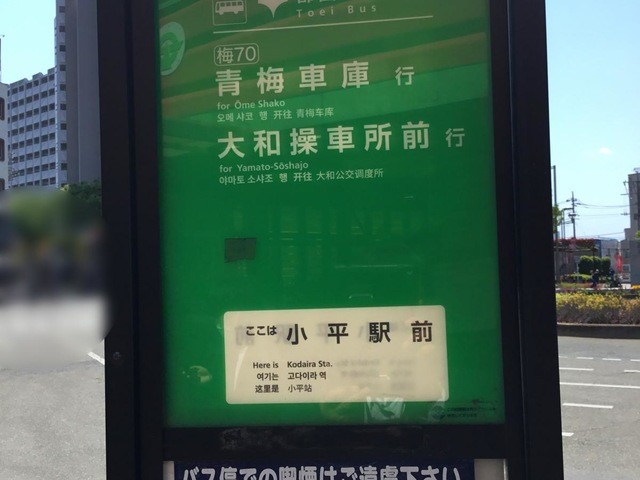 Toei Bus
梅70
青梅車庫 行
for Ōme Shako
오메 샤코 행 开往 青梅车库
大和操車所前 行
for Yamato-Sōshajo
야마토 소샤조 행 开往 大和公交调度所
ここは 小平駅前
Here is Kodaira Sta.
여기는 고다이라 역
这里是 小平站
バス停での喫煙はご遠慮下さい